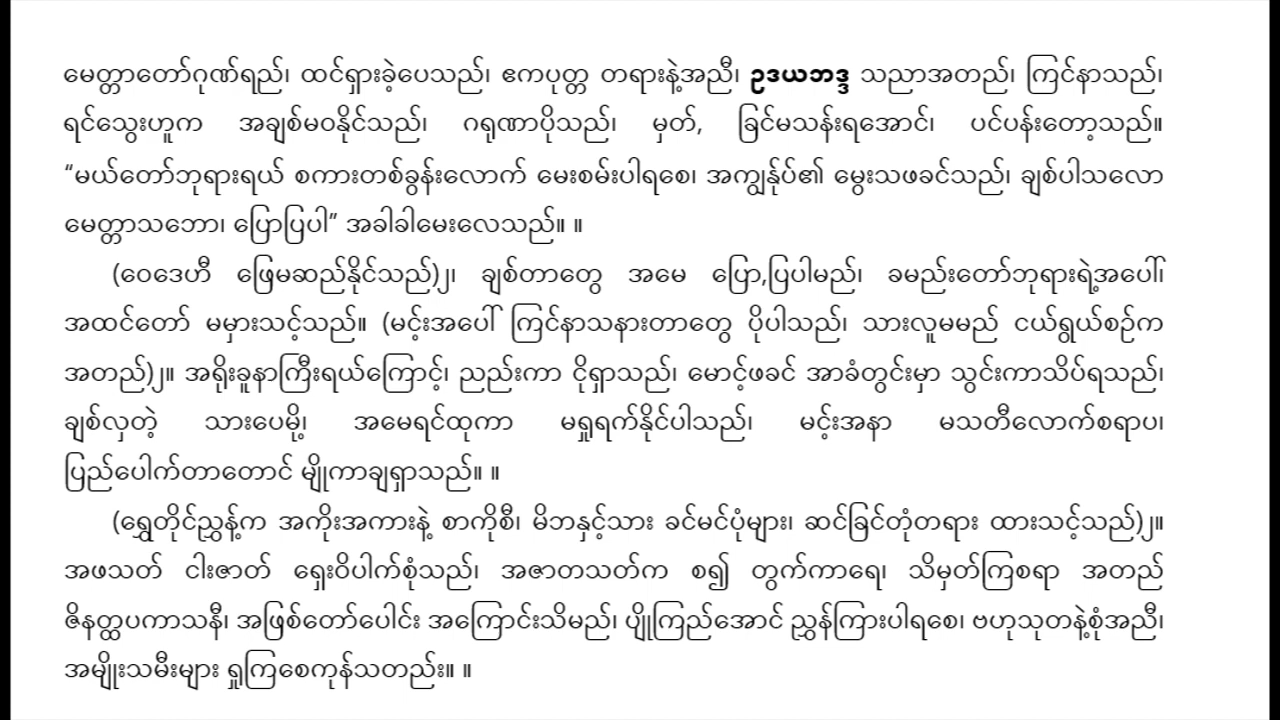 မေတ္တာတော်ဂုဏ်ရည်၊ ထင်ရှားခဲ့ပေသည်၊ ဧကပုတ္တ တရားနဲ့အညီ၊ ဥဒယဘဒ္ဒ သညာအတည်၊ ကြင်နာသည်၊
ရင်သွေးဟူက အချစ်မဝနိုင်သည်၊ ဂရုဏာပိုသည်၊ မှတ်, ခြင်မသန်းရအောင်၊ ပင်ပန်းတော့သည်။
“မယ်တော်ဘုရားရယ် စကားတစ်ခွန်းလောက် မေးစမ်းပါရစေ၊ အကျွန်ုပ်၏ မွေးသဖခင်သည်၊ ချစ်ပါသလော
မေတ္တာသဘော၊ ပြောပြပါ” အခါခါမေးလေသည်။ ။
(ဝေဒေဟီ ဖြေမဆည်နိုင်သည်)၂၊ ချစ်တာတွေ အမေ ပြော,ပြပါမည်၊ ခမည်းတော်ဘုရားရဲ့အပေါ်၊
အထင်တော် မမှားသင့်သည်။ (မင့်းအပေါ် ကြင်နာသနားတာတွေ ပိုပါသည်၊ သားလူမမည် ငယ်ရွယ်စဉ်က
အတည်)၂။ အရိုးခူနာကြီးရယ်ကြောင့်၊ ညည်းကာ ငိုရှာသည်၊ မောင့်ဖခင် အာခံတွင်းမှာ သွင်းကာသိပ်ရသည်၊
ချစ်လှတဲ့ သားပေမို့၊ အမေရင်ထုကာ မရှုရက်နိုင်ပါသည်၊ မင့်းအနာ မသတီလောက်စရာပ၊
ပြည်ပေါက်တာတောင် မျိုကာချရှာသည်။ ။
(ရွှေတိုင်ညွှန့်က အကိုးအကားနဲ့ စာကိုစီ၊ မိဘနှင့်သား ခင်မင်ပုံများ၊ ဆင်ခြင်တုံတရား ထားသင့်သည်)၂။
အဖသတ် ငါးဇာတ် ရှေးဝိပါက်စုံသည်၊ အဇာတသတ်က စ၍ တွက်ကာရေ၊ သိမှတ်ကြစရာ အတည်
ဇိနတ္ထပကာသနီ၊ အဖြစ်တော်ပေါင်း အကြောင်းသိမည်၊ ပျိုကြည်အောင် ညွှန်ကြားပါရစေ၊ ဗဟုသုတနဲ့စုံအညီ၊
အမျိုးသမီးများ ရှုကြစေကုန်သတည်း။ ။